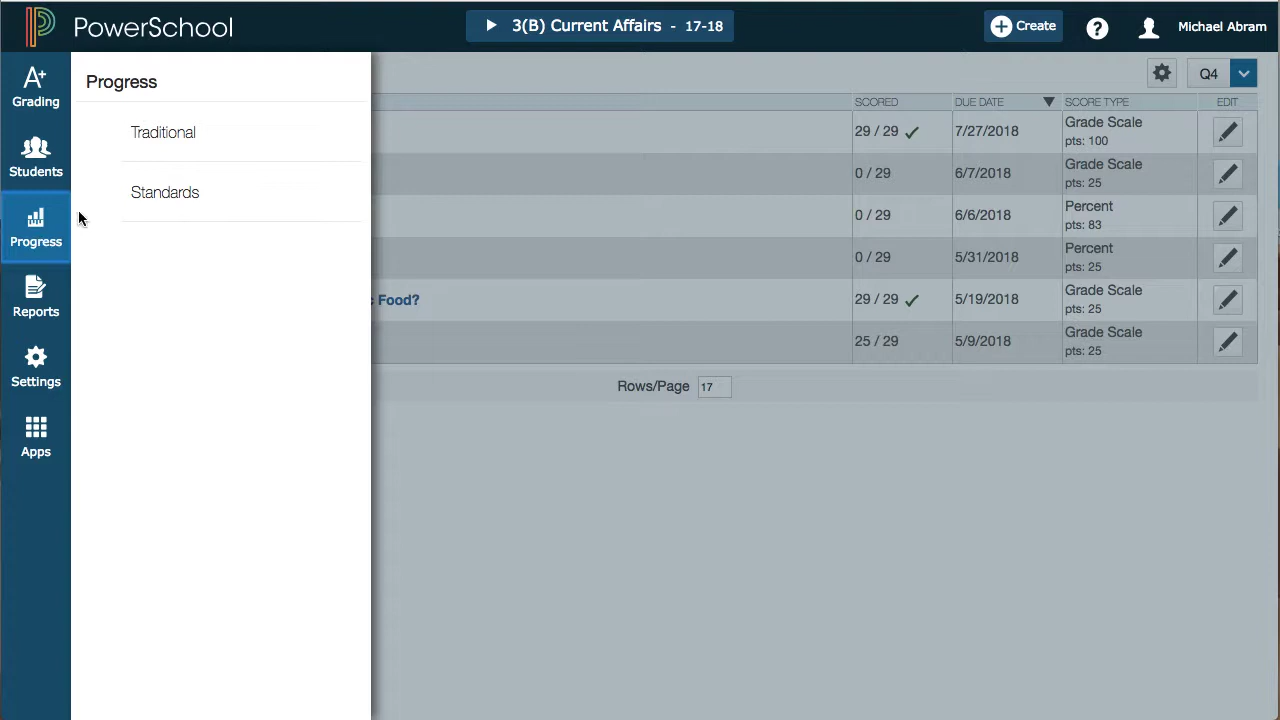 PowerSchool
3(B) Current Affairs - 17-18
Create
Michael Abram
Grading
Students
Progress
Reports
Settings
Apps
Progress
Traditional
Standards
Q4
SCORED DUE DATE SCORE TYPE EDIT
29 / 29 7/27/2018 Grade Scale
pts: 100
0 / 29 6/7/2018 Grade Scale
pts: 25
0 / 29 6/6/2018 Percent
pts: 83
0 / 29 5/31/2018 Percent
pts: 25
Food? 29 / 29 5/19/2018 Grade Scale
pts: 25
25 / 29 5/9/2018 Grade Scale
pts: 25
Rows/Page 17